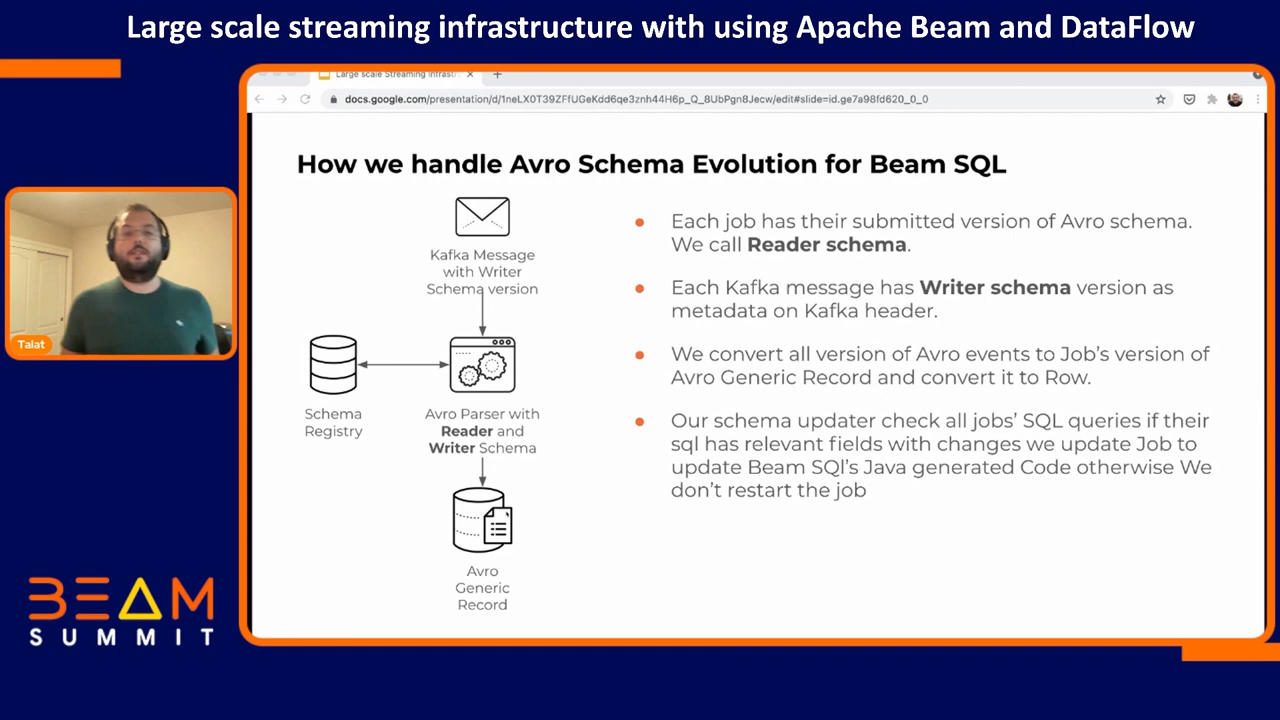 Large scale streaming infrastructure with using Apache Beam and DataFlow
Large scale Streaming Infrastr
docs.google.com/presentation/d/1neLX0T39ZFfUGeKdd6qe3znh44H6p_Q_8UbPgn8Jecw/edit#slide=id.ge7a98fd620_0_0
How we handle Avro Schema Evolution for Beam SQL
Kafka Message
with Writer
Schema version
Schema
Registry
Avro Parser with
Reader and
Writer Schema
Avro
Generic
Record
Each job has their submitted version of Avro schema.
We call Reader schema.
Each Kafka message has Writer schema version as
metadata on Kafka header.
We convert all version of Avro events to Job's version of
Avro Generic Record and convert it to Row.
Our schema updater check all jobs' SQL queries if their
sql has relevant fields with changes we update Job to
update Beam SQl's Java generated Code otherwise We
don't restart the job
Talat
BEAM
SUMMIT